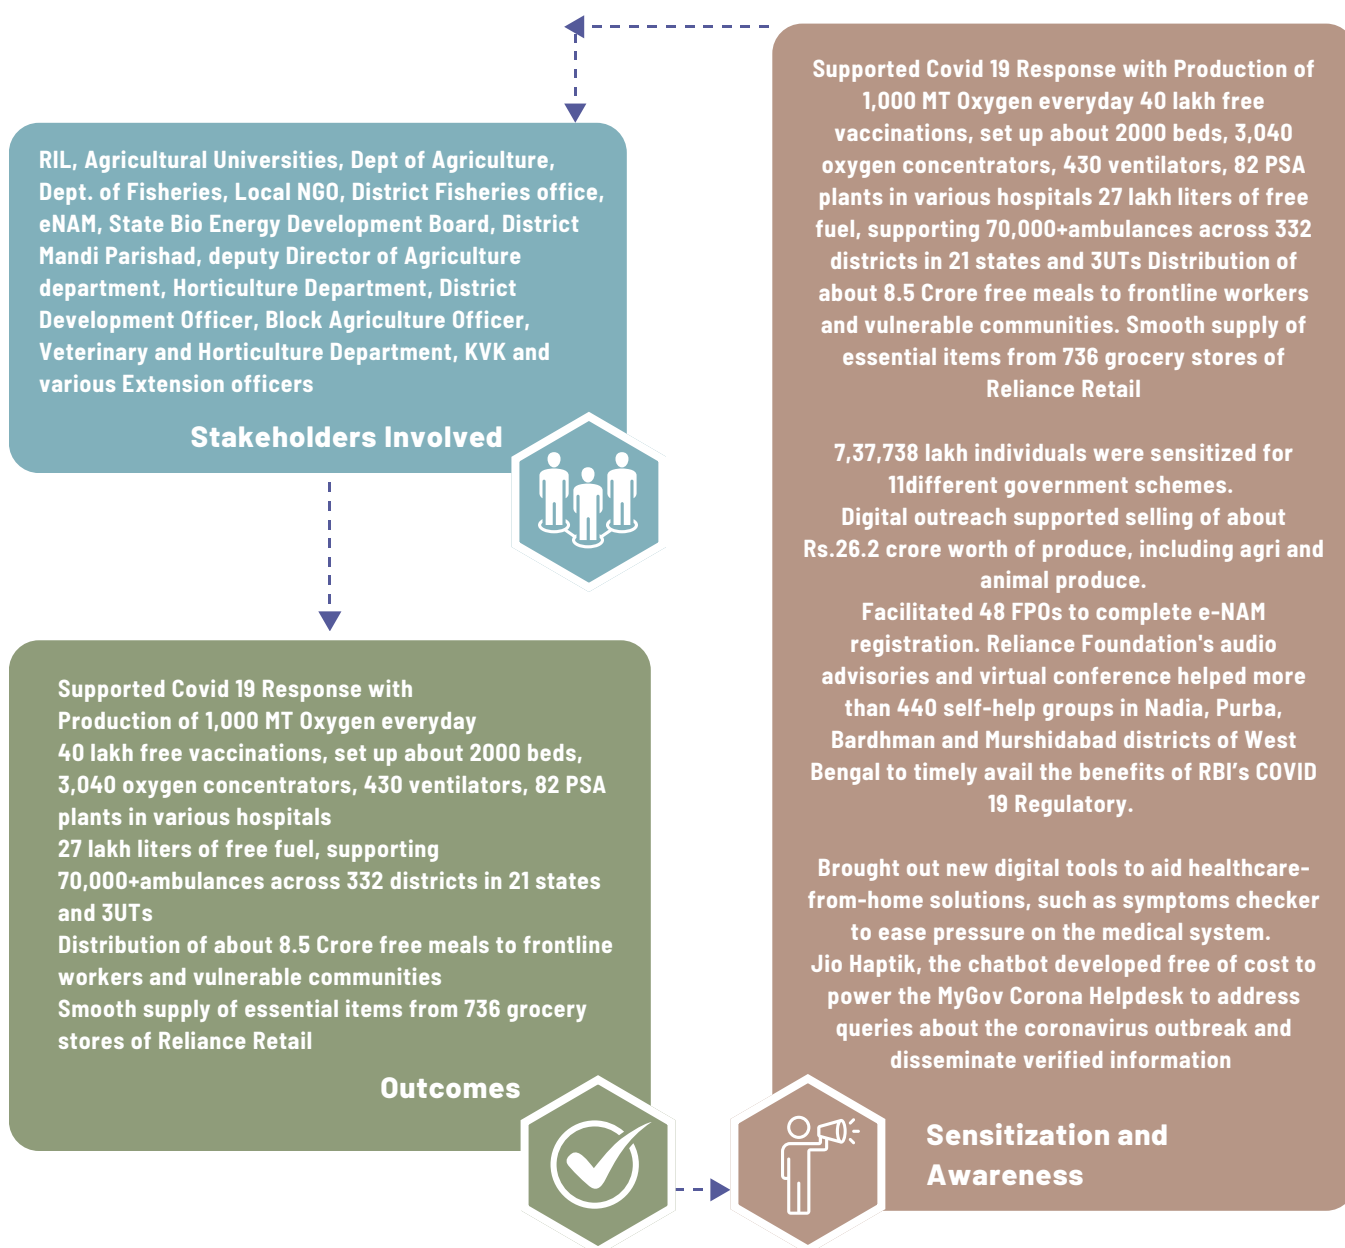 RIL, Agricultural Universities, Dept of Agriculture,
Dept. of Fisheries, Local NGO, District Fisheries office,
eNAM, State Bio Energy Development Board, District
Mandi Parishad, deputy Director of Agriculture
department, Horticulture Department, District
Development Officer, Block Agriculture Officer,
Veterinary and Horticulture Department, KVK and
various Extension officers
Stakeholders Involved
Supported Covid 19 Response with
Production of 1,000 MT Oxygen everyday
40 lakh free vaccinations, set up about 2000 beds,
3,040 oxygen concentrators, 430 ventilators, 82 PSA
plants in various hospitals
27 lakh liters of free fuel, supporting
70,000+ambulances across 332 districts in 21 states
and 3UTs
Distribution of about 8.5 Crore free meals to frontline
workers and vulnerable communities
Smooth supply of essential items from 736 grocery
stores of Reliance Retail
Outcomes
Supported Covid 19 Response with Production of
1,000 MT Oxygen everyday 40 lakh free
vaccinations, set up about 2000 beds, 3,040
oxygen concentrators, 430 ventilators, 82 PSA
plants in various hospitals 27 lakh liters of free
fuel, supporting 70,000+ambulances across 332
districts in 21 states and 3UTs Distribution of
about 8.5 Crore free meals to frontline workers
and vulnerable communities. Smooth supply of
essential items from 736 grocery stores of
Reliance Retail
7,37,738 lakh individuals were sensitized for
11different government schemes.
Digital outreach supported selling of about
Rs.26.2 crore worth of produce, including agri and
animal produce.
Facilitated 48 FPOs to complete e-NAM
registration. Reliance Foundation's audio
advisories and virtual conference helped more
than 440 self-help groups in Nadia, Purba,
Bardhman and Murshidabad districts of West
Bengal to timely avail the benefits of RBI’s COVID
19 Regulatory.
Brought out new digital tools to aid healthcare-
from-home solutions, such as symptoms checker
to ease pressure on the medical system.
Jio Haptik, the chatbot developed free of cost to
power the MyGov Corona Helpdesk to address
queries about the coronavirus outbreak and
disseminate verified information
Sensitization and
Awareness